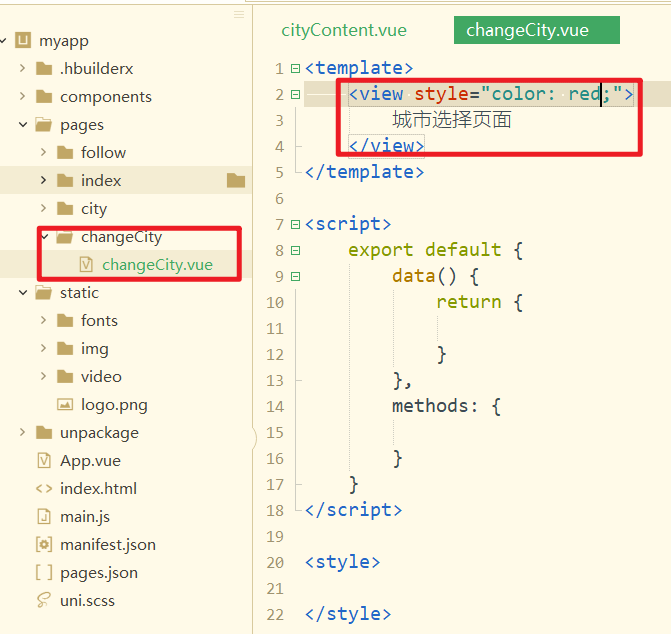 myapp
.hbuilderx
components
pages
follow
index
city
changeCity
changeCity.vue
static
fonts
img
video
logo.png
unpackage
App.vue
index.html
main.js
manifest.json
pages.json
uni.scss
cityContent.vue
changeCity.vue
1 <template>
2 <view style="color: red;">
3 城市选择页面
4 </view>
5 </template>
6
7 <script>
8 export default {
9 data() {
10 return {
11
12 }
13 },
14 methods: {
15
16 }
17 }
18 </script>
19
20 <style>
21
22 </style>